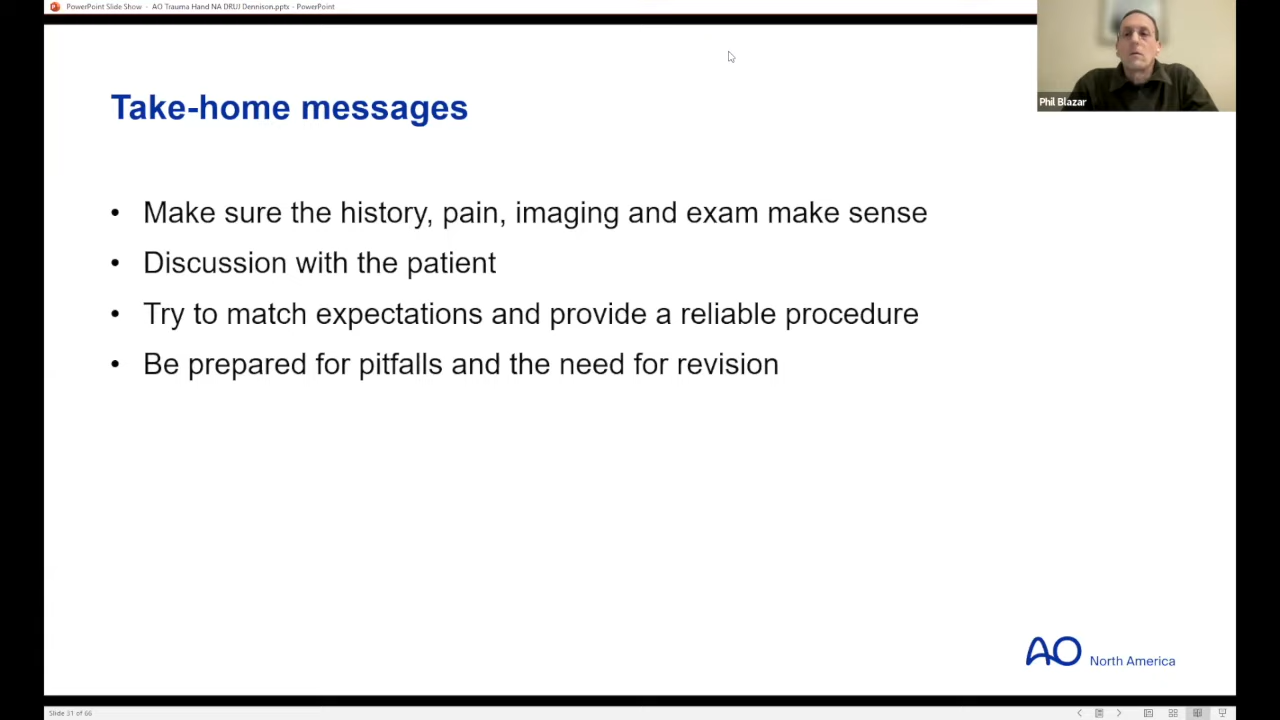 PowerPoint Slide Show - AO Trauma Hand NA DRUJ Dennison.pptx - PowerPoint
Phil Blazar
Take-home messages
• Make sure the history, pain, imaging and exam make sense
• Discussion with the patient
• Try to match expectations and provide a reliable procedure
• Be prepared for pitfalls and the need for revision
AO North America
Slide 31 of 66